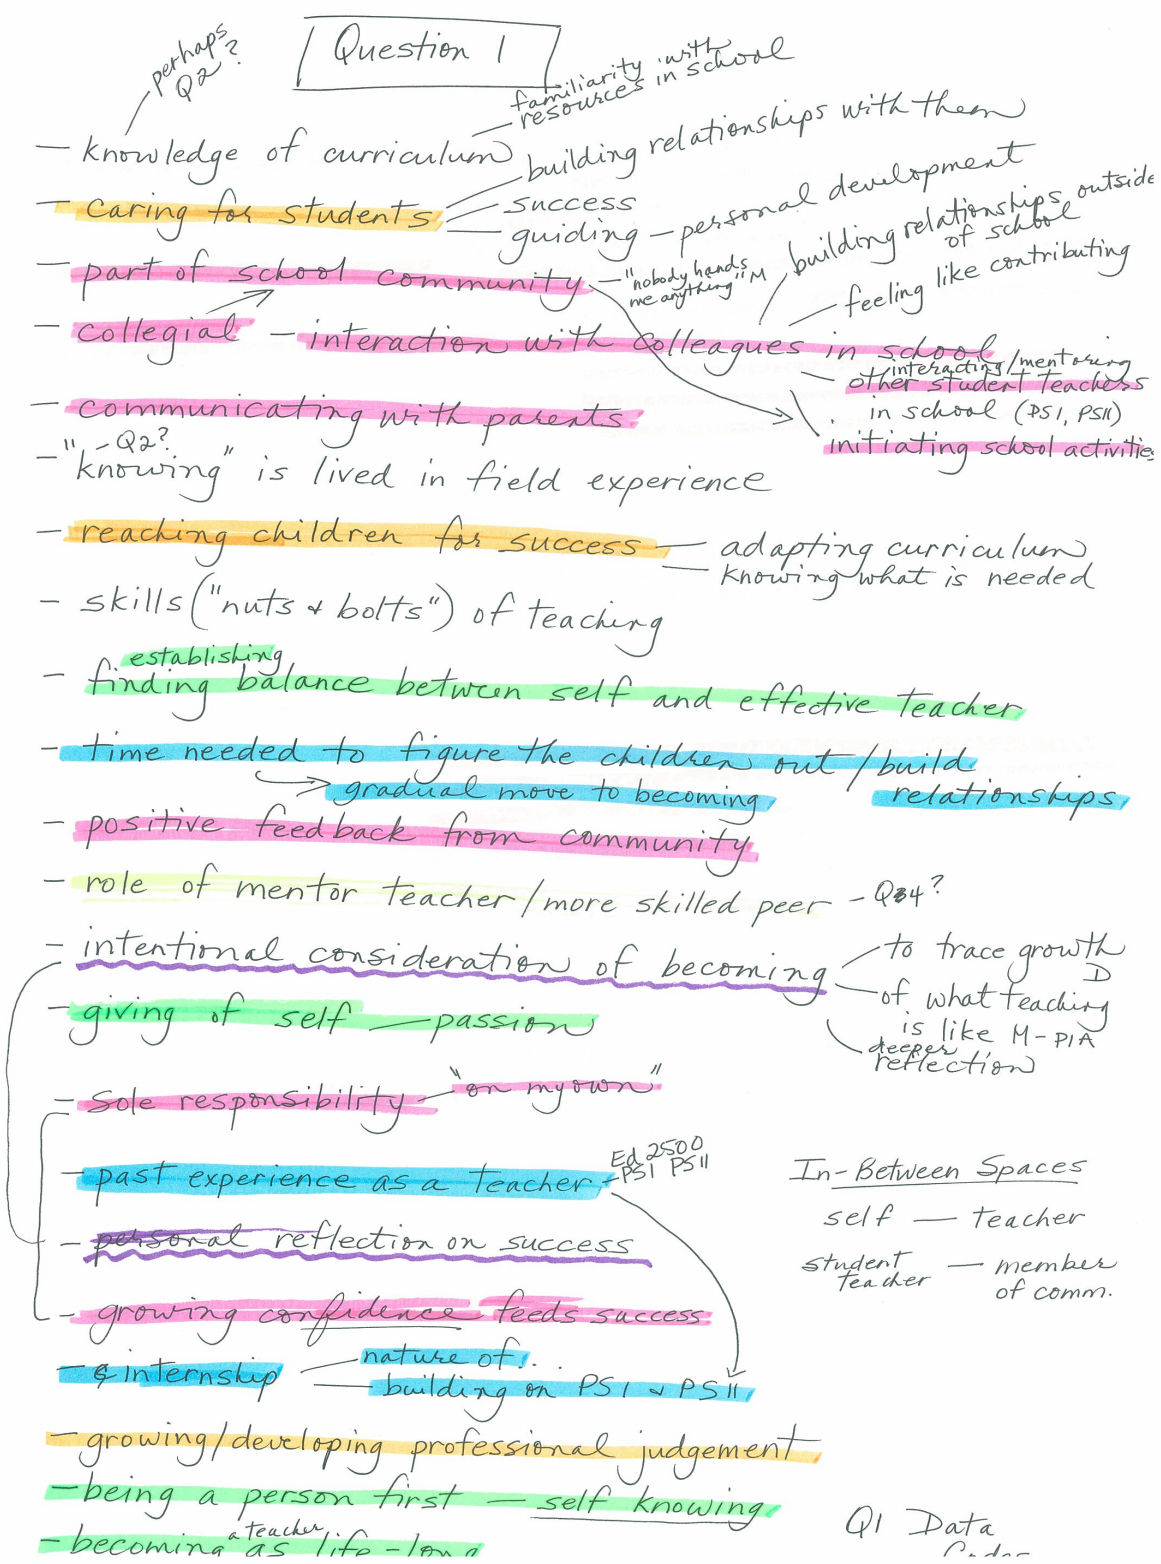 Question 1
perhaps
Q2?
familiarity with
resources in school
— knowledge of curriculum
building relationships with them
— caring for students
success
guiding — personal development
— part of school community — "nobody hands
me anything" M
building relationships outside
of school
feeling like contributing
— collegial — interaction with colleagues in school
interacting/mentoring
other student teachers
in school (PSI, PSII)
initiating school activities
— communicating with parents
- Q2?
— "knowing" is lived in field experience
— reaching children for success — adapting curriculum
— knowing what is needed
— skills ("nuts & bolts") of teaching
establishing
— finding balance between self and effective teacher
— time needed to figure the children out / build
relationships
gradual move to becoming
— positive feedback from community
— role of mentor teacher / more skilled peer — Q34?
— intentional consideration of becoming
to trace growth
D
of what teaching
is like M-PIA
deeper
reflection
— giving of self — passion
— sole responsibility — "on my own"
— past experience as a teacher — Ed 2500
PSI PSII
— personal reflection on success
— growing confidence feeds success
— internship — nature of...
— building on PSI & PSII
— growing/developing professional judgement
— being a person first — self knowing
a teacher
— becoming as life-long
In-Between Spaces
self — teacher
student
teacher — member
of comm.
Q1 Data
Codes